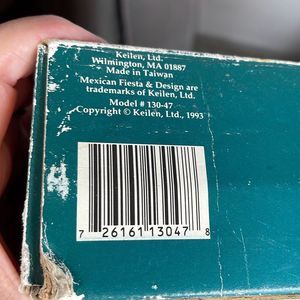 Keilen, Ltd.
Wilmington, MA 01887
Made in Taiwan
Mexican Fiesta & Design are
trademarks of Keilen, Ltd.
Model # 130-47
Copyright © Keilen, Ltd., 1993
7 26161 13047 8